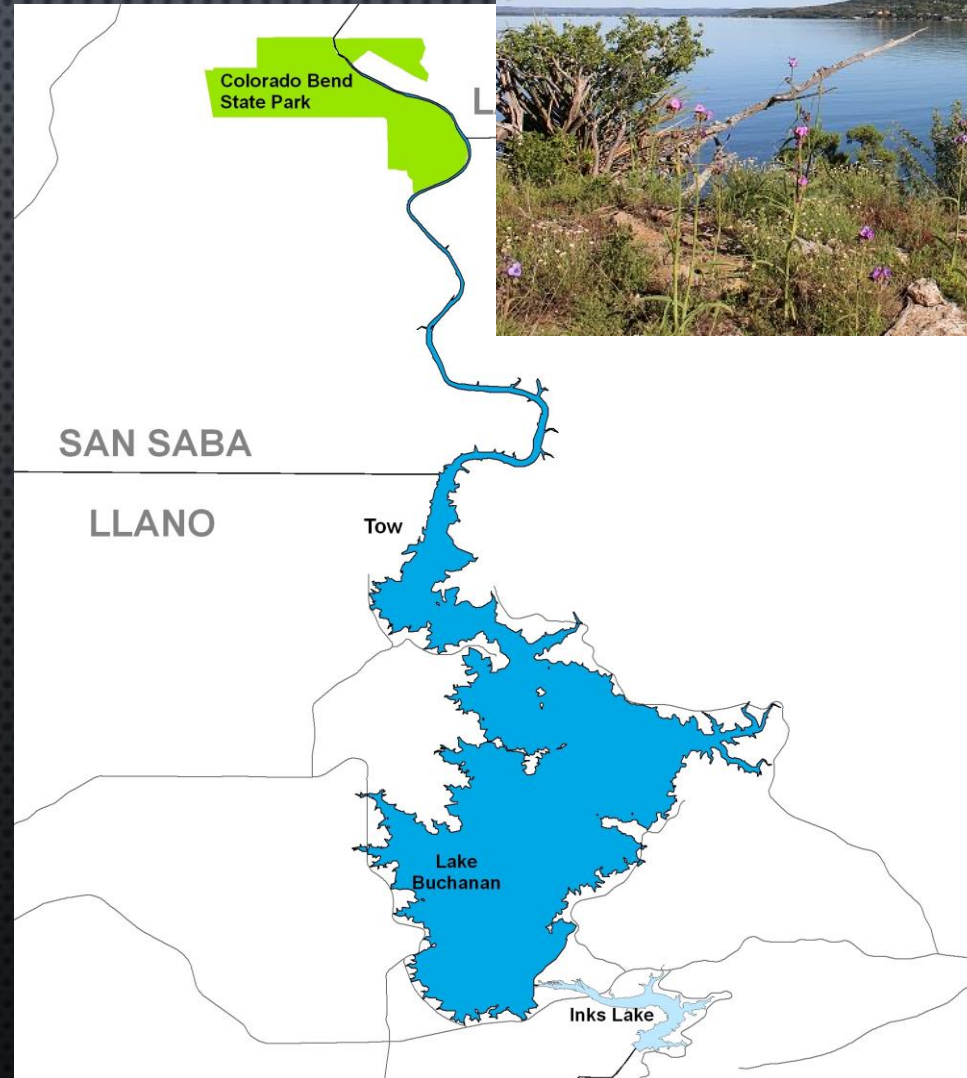 Colorado Bend
State Park
L
SAN SABA
LLANO
Tow
Lake
Buchanan
Inks Lake